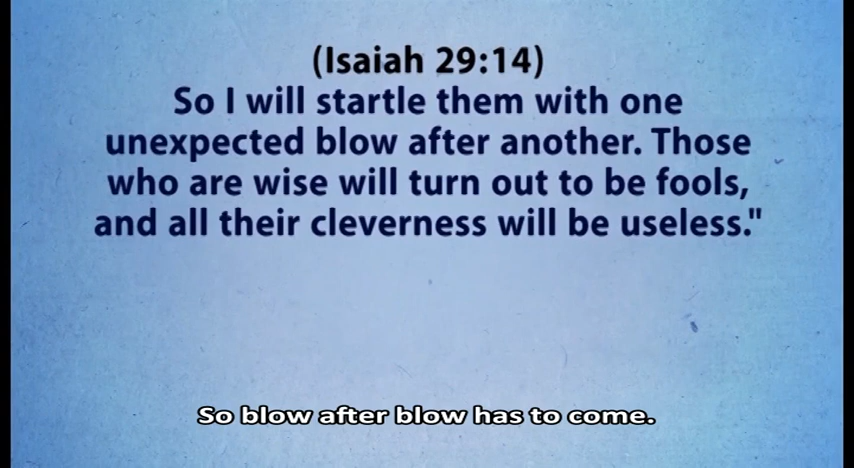 (Isaiah 29:14)
So I will startle them with one
unexpected blow after another. Those
who are wise will turn out to be fools,
and all their cleverness will be useless."
So blow after blow has to come.